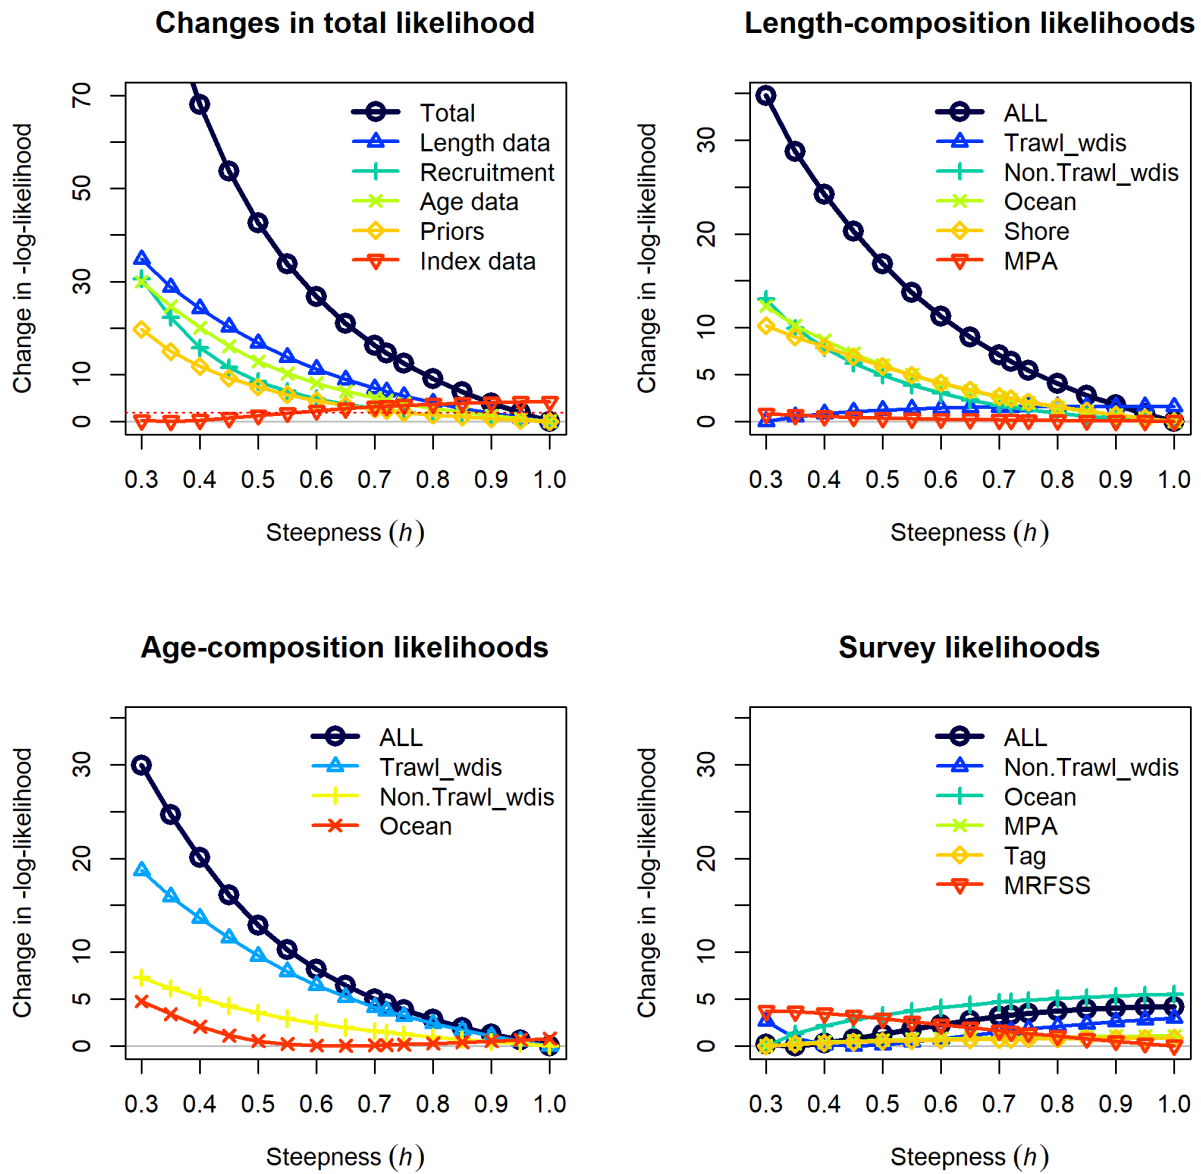 Changes in total likelihood
Change in -log-likelihood
70
50
30
10
0
Total
Length data
Recruitment
Age data
Priors
Index data
0.3 0.4 0.5 0.6 0.7 0.8 0.9 1.0
Steepness (h)
Length-composition likelihoods
Change in -log-likelihood
30
20
10
5
0
ALL
Trawl_wdis
Non.Trawl_wdis
Ocean
Shore
MPA
0.3 0.4 0.5 0.6 0.7 0.8 0.9 1.0
Steepness (h)
Age-composition likelihoods
Change in -log-likelihood
30
20
10
5
0
ALL
Trawl_wdis
Non.Trawl_wdis
Ocean
0.3 0.4 0.5 0.6 0.7 0.8 0.9 1.0
Steepness (h)
Survey likelihoods
Change in -log-likelihood
30
20
10
5
0
ALL
Non.Trawl_wdis
Ocean
MPA
Tag
MRFSS
0.3 0.4 0.5 0.6 0.7 0.8 0.9 1.0
Steepness (h)